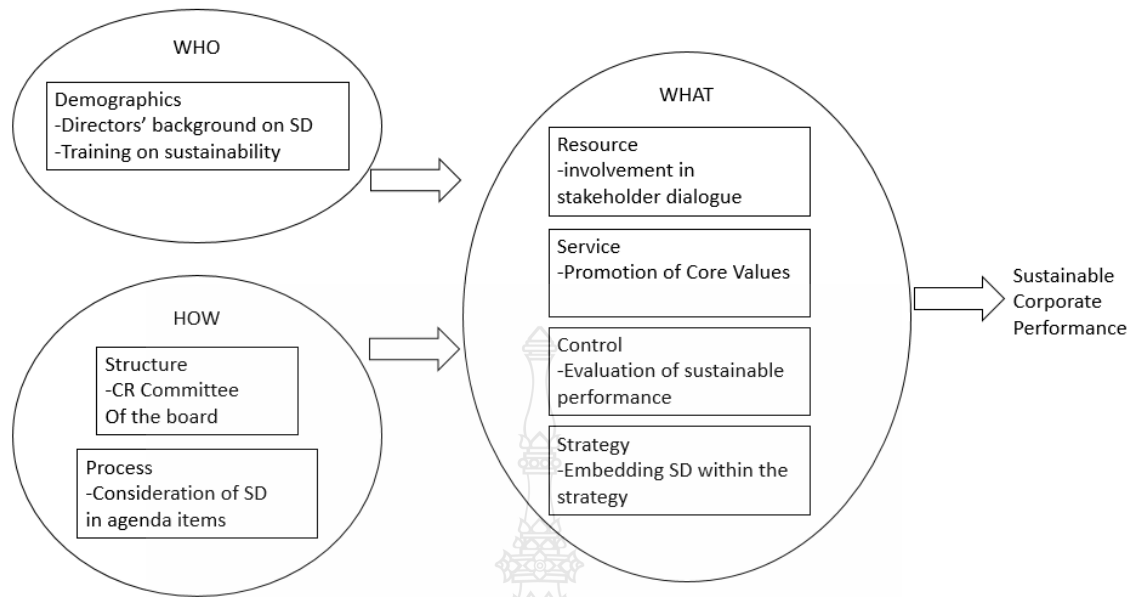 WHO
Demographics
-Directors' background on SD
-Training on sustainability
HOW
Structure
-CR Committee
Of the board
Process
-Consideration of SD
in agenda items
WHAT
Resource
-involvement in
stakeholder dialogue
Service
-Promotion of Core Values
Control
-Evaluation of sustainable
performance
Strategy
-Embedding SD within the
strategy
Sustainable
Corporate
Performance